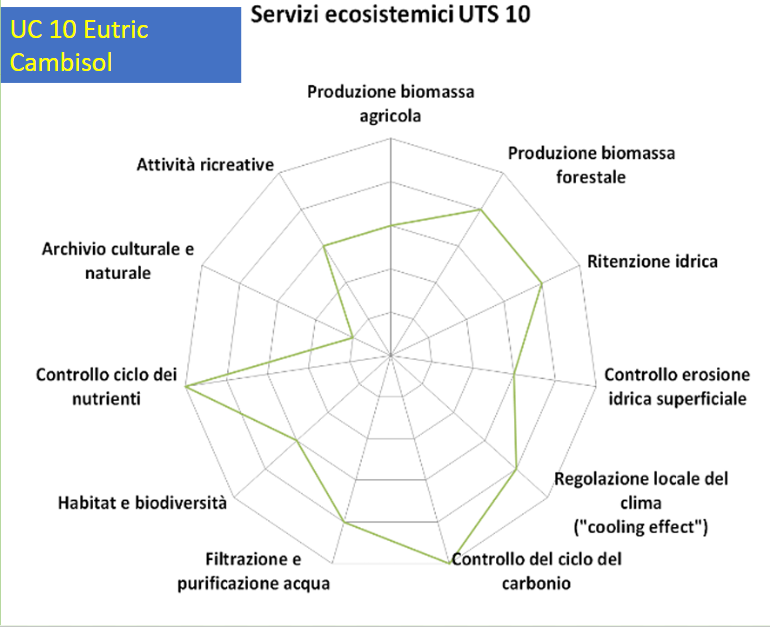 Servizi ecosistemici UTS 10
UC 10 Eutric
Cambisol
Produzione biomassa
agricola
Produzione biomassa
forestale
Ritenzione idrica
Controllo erosione
idrica superficiale
Regolazione locale del
clima
("cooling effect")
Controllo del ciclo del
carbonio
Filtrazione e
purificazione acqua
Habitat e biodiversità
Controllo ciclo dei
nutrienti
Archivio culturale e
naturale
Attività ricreative